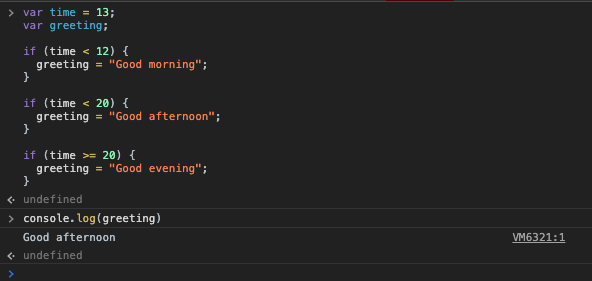 var time = 13;
var greeting;
if (time < 12) {
greeting = "Good morning";
}
if (time < 20) {
greeting = "Good afternoon";
}
if (time >= 20) {
greeting = "Good evening";
}
undefined
console.log(greeting)
Good afternoon VM6321:1
undefined